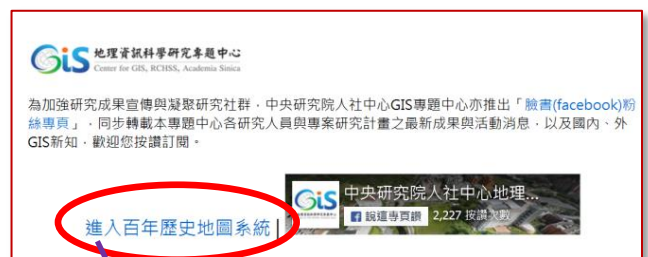 GiS 地理資訊科學研究專題中心
Center for GIS, RCHSS, Academia Sinica
為加強研究成果宣傳與凝聚研究社群，中央研究院人社中心GIS專題中心亦推出「臉書(facebook)粉
絲專頁」，同步轉載本專題中心各研究人員與專案研究計畫之最新成果與活動消息，以及國內、外
GIS新知，歡迎您按讚訂閱。
GiS 中央研究院人社中心地理...
說這專頁讚 2,227 按讚次數
進入百年歷史地圖系統